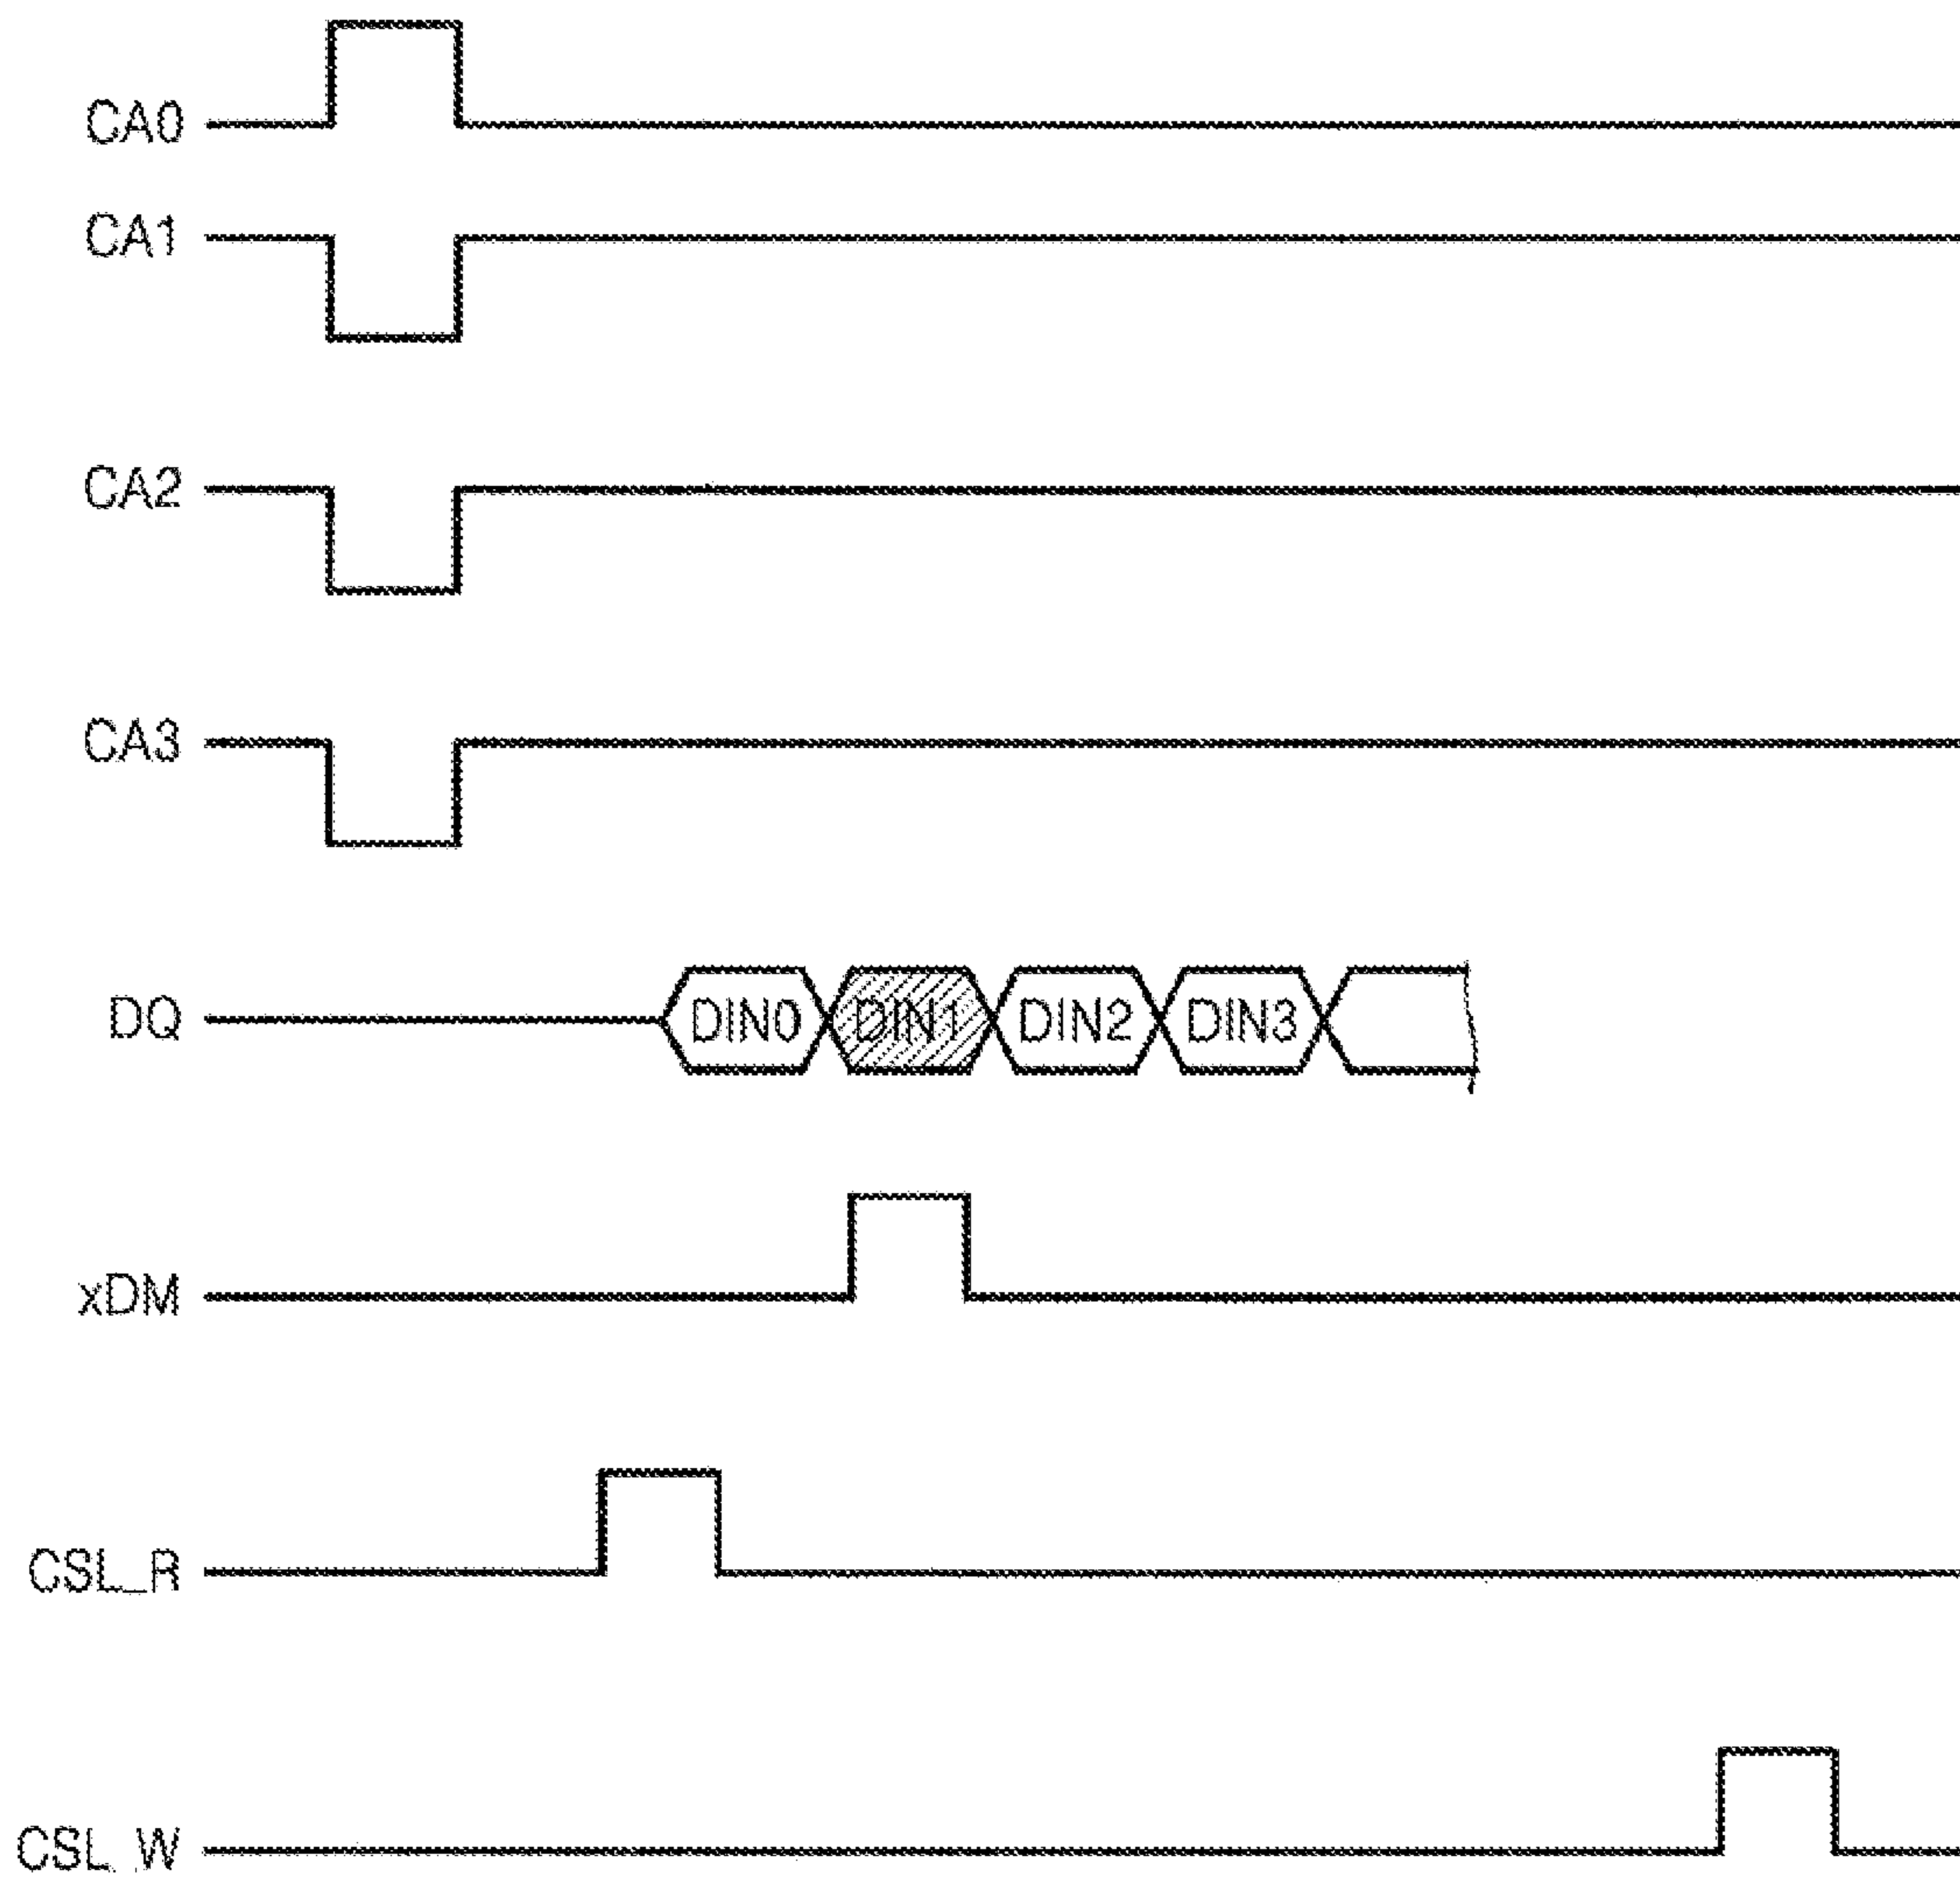 CA0
CA1
CA2
CA3
DQ DIN0 DIN1 DIN2 DIN3
xDM
CSL_R
CSL_W